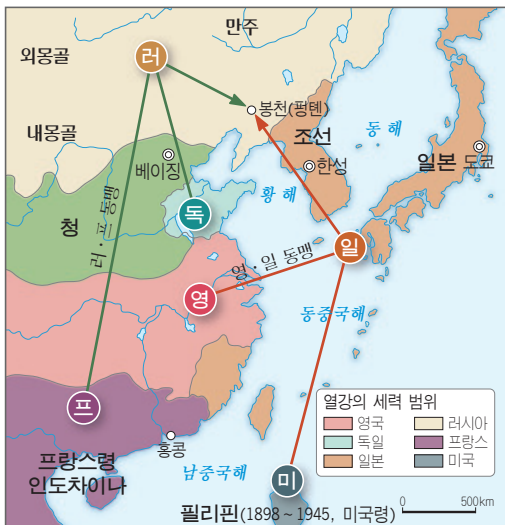 만주
외몽골
러
봉천(펑톈)
내몽골
조선
동해
베이징
한성
일본 도쿄
황해
독
청
러·프 동맹
일
영·일 동맹
영
동중국해
프
열강의 세력 범위
영국
러시아
독일
프랑스
일본
미국
홍콩
프랑스령
인도차이나
남중국해
미
필리핀(1898~1945, 미국령)
0 500km